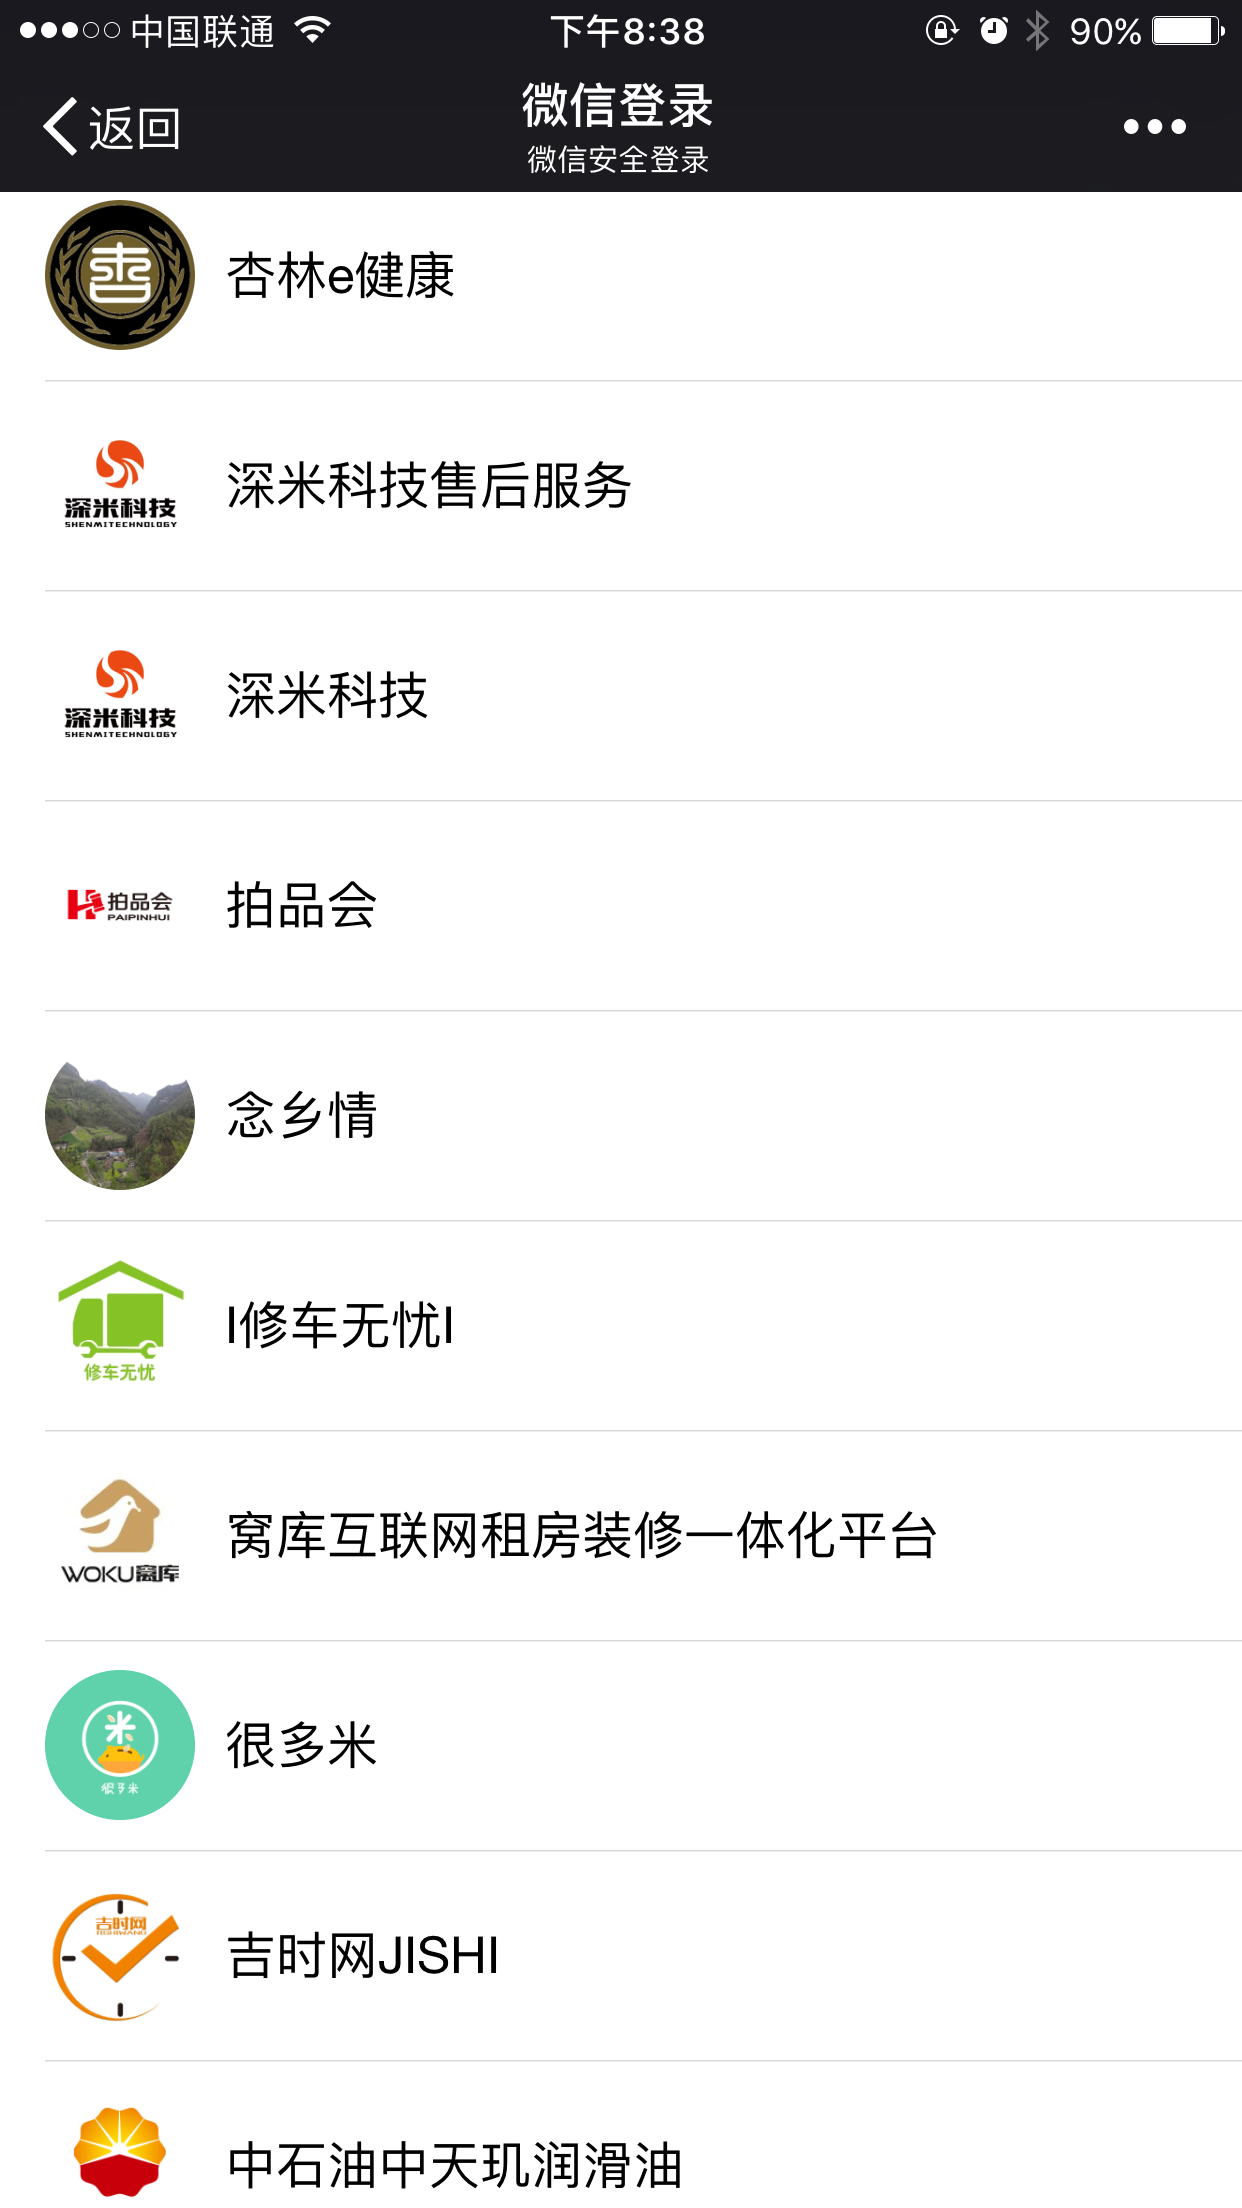 中国联通
下午8:38
90%
返回
微信登录
微信安全登录
杏林e健康
深米科技
SHENMITECHNOLOGY
深米科技售后服务
深米科技
SHENMITECHNOLOGY
深米科技
拍品会
PAIPINHUI
拍品会
念乡情
修车无忧
I修车无忧I
WOKU窝库
窝库互联网租房装修一体化平台
米
很多米
很多米
吉时网
JISHIWANG
吉时网JISHI
中石油中天玑润滑油